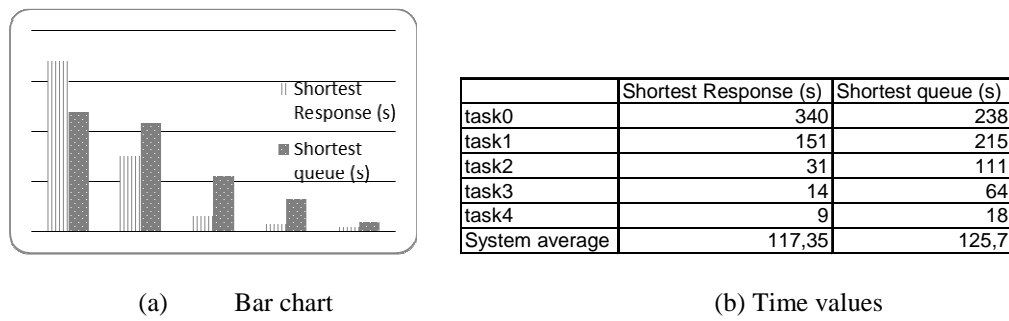 Shortest
Response (s)
Shortest
queue (s)
Shortest Response (s) Shortest queue (s)
task0 340 238
task1 151 215
task2 31 111
task3 14 64
task4 9 18
System average 117,35 125,7
(a) Bar chart
(b) Time values